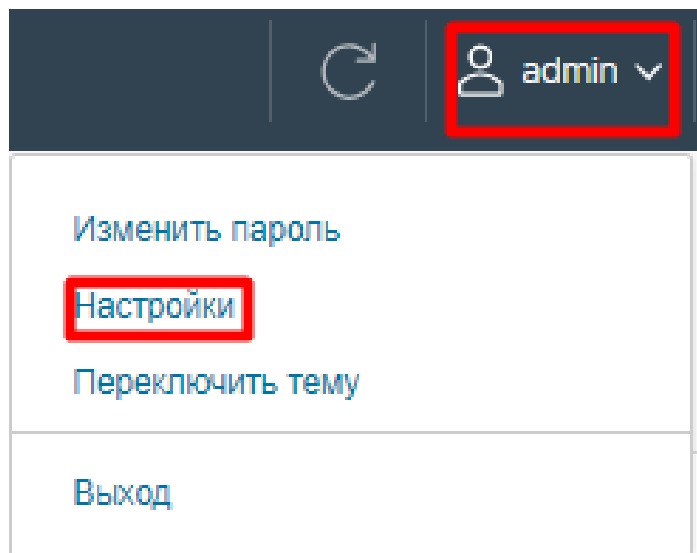 admin
Изменить пароль
Настройки
Переключить тему
Выход